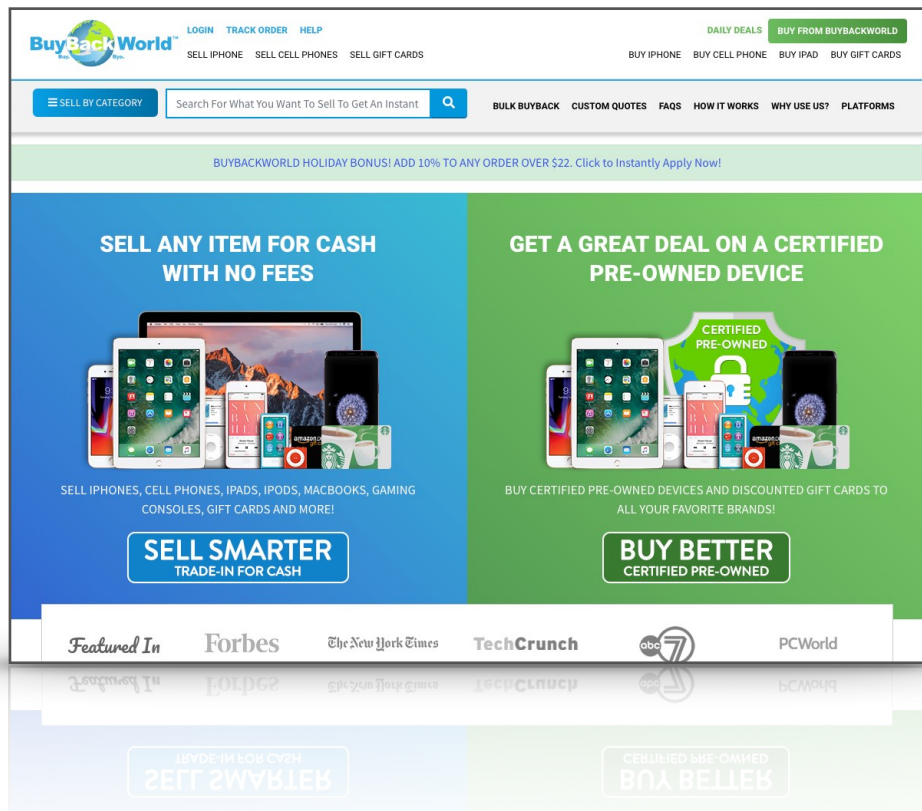 BuyBackWorld™
Buy. Bye.
LOGIN TRACK ORDER HELP
SELL IPHONE SELL CELL PHONES SELL GIFT CARDS
DAILY DEALS BUY FROM BUYBACKWORLD
BUY IPHONE BUY CELL PHONE BUY IPAD BUY GIFT CARDS
SELL BY CATEGORY
Search For What You Want To Sell To Get An Instant
BULK BUYBACK CUSTOM QUOTES FAQS HOW IT WORKS WHY USE US? PLATFORMS
BUYBACKWORLD HOLIDAY BONUS! ADD 10% TO ANY ORDER OVER $22. Click to Instantly Apply Now!
SELL ANY ITEM FOR CASH
WITH NO FEES
SELL IPHONES, CELL PHONES, IPADS, IPODS, MACBOOKS, GAMING
CONSOLES, GIFT CARDS AND MORE!
SELL SMARTER
TRADE-IN FOR CASH
GET A GREAT DEAL ON A CERTIFIED
PRE-OWNED DEVICE
CERTIFIED
PRE-OWNED
BUY CERTIFIED PRE-OWNED DEVICES AND DISCOUNTED GIFT CARDS TO
ALL YOUR FAVORITE BRANDS!
BUY BETTER
CERTIFIED PRE-OWNED
Featured In Forbes The New York Times TechCrunch abc 7 PCWorld